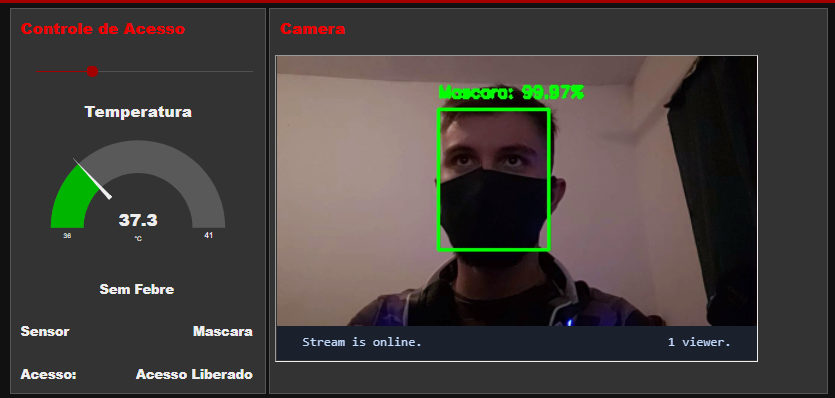 Controle de Acesso
Temperatura
37.3
°C
36
41
Sem Febre
Sensor Mascara
Acesso: Acesso Liberado
Camera
Mascara: 99.97%
Stream is online. 1 viewer.